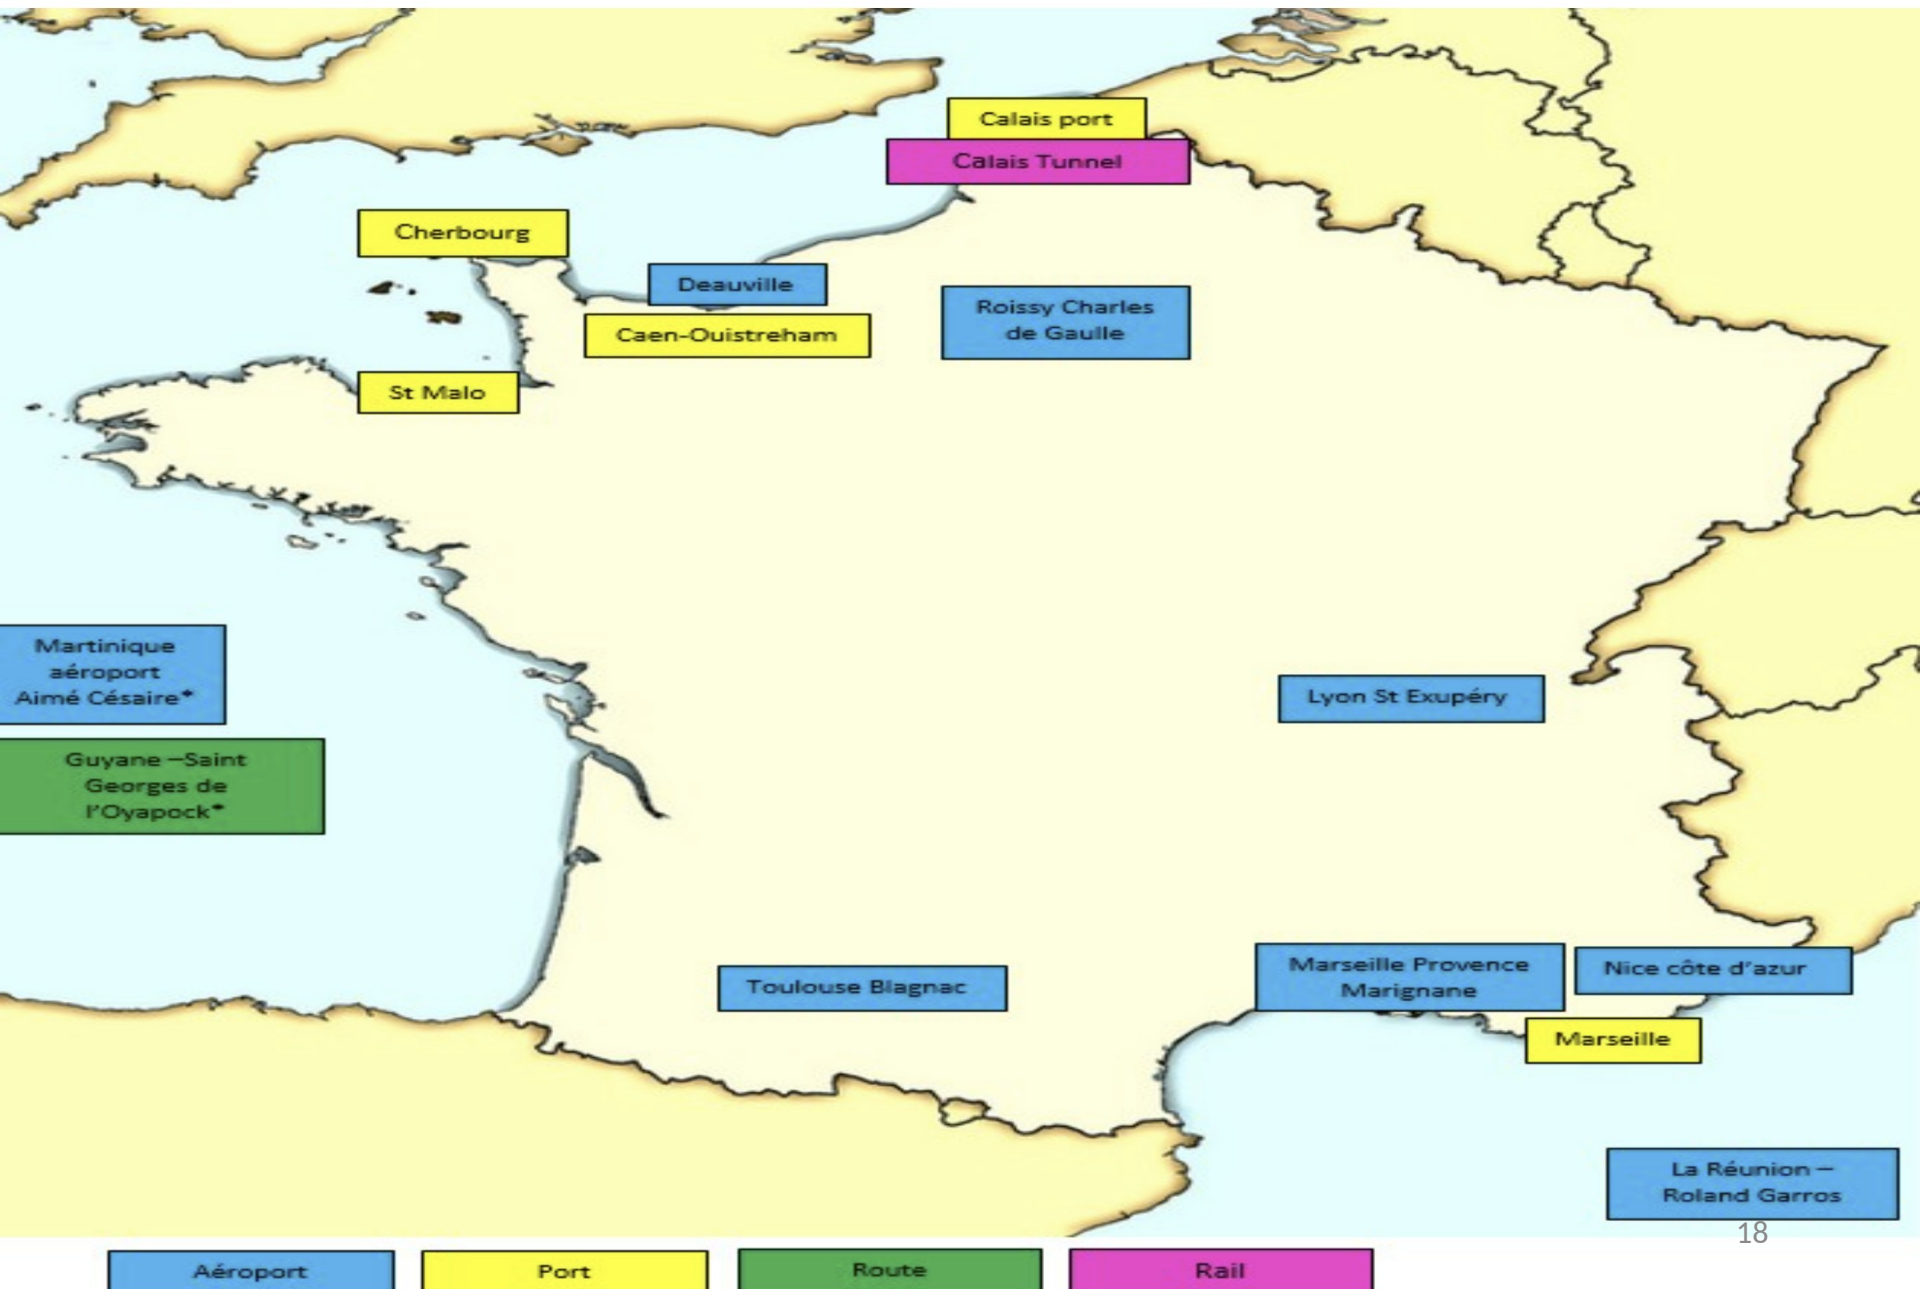 Calais port
Calais Tunnel
Cherbourg
Deauville
Roissy Charles
de Gaulle
Caen-Ouistreham
St Malo
Martinique
aéroport
Aimé Césaire*
Lyon St Exupéry
Guyane –Saint
Georges de
l'Oyapock*
Toulouse Blagnac
Marseille Provence
Marignane
Nice côte d'azur
Marseille
La Réunion –
Roland Garros
18
Aéroport
Port
Route
Rail